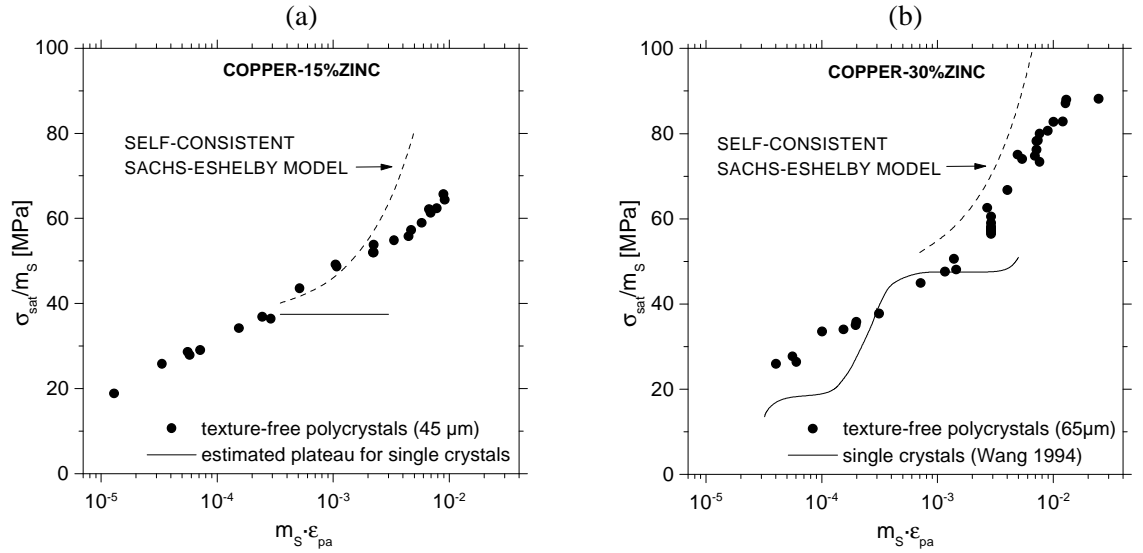 (a)
100
80
60
40
20
0
σsat/mS [MPa]
COPPER-15%ZINC
SELF-CONSISTENT
SACHS-ESHELBY MODEL
texture-free polycrystals (45 µm)
estimated plateau for single crystals
10-5
10-4
10-3
10-2
mS·εpa
(b)
100
80
60
40
20
0
σsat/mS [MPa]
COPPER-30%ZINC
SELF-CONSISTENT
SACHS-ESHELBY MODEL
texture-free polycrystals (65µm)
single crystals (Wang 1994)
10-5
10-4
10-3
10-2
mS·εpa